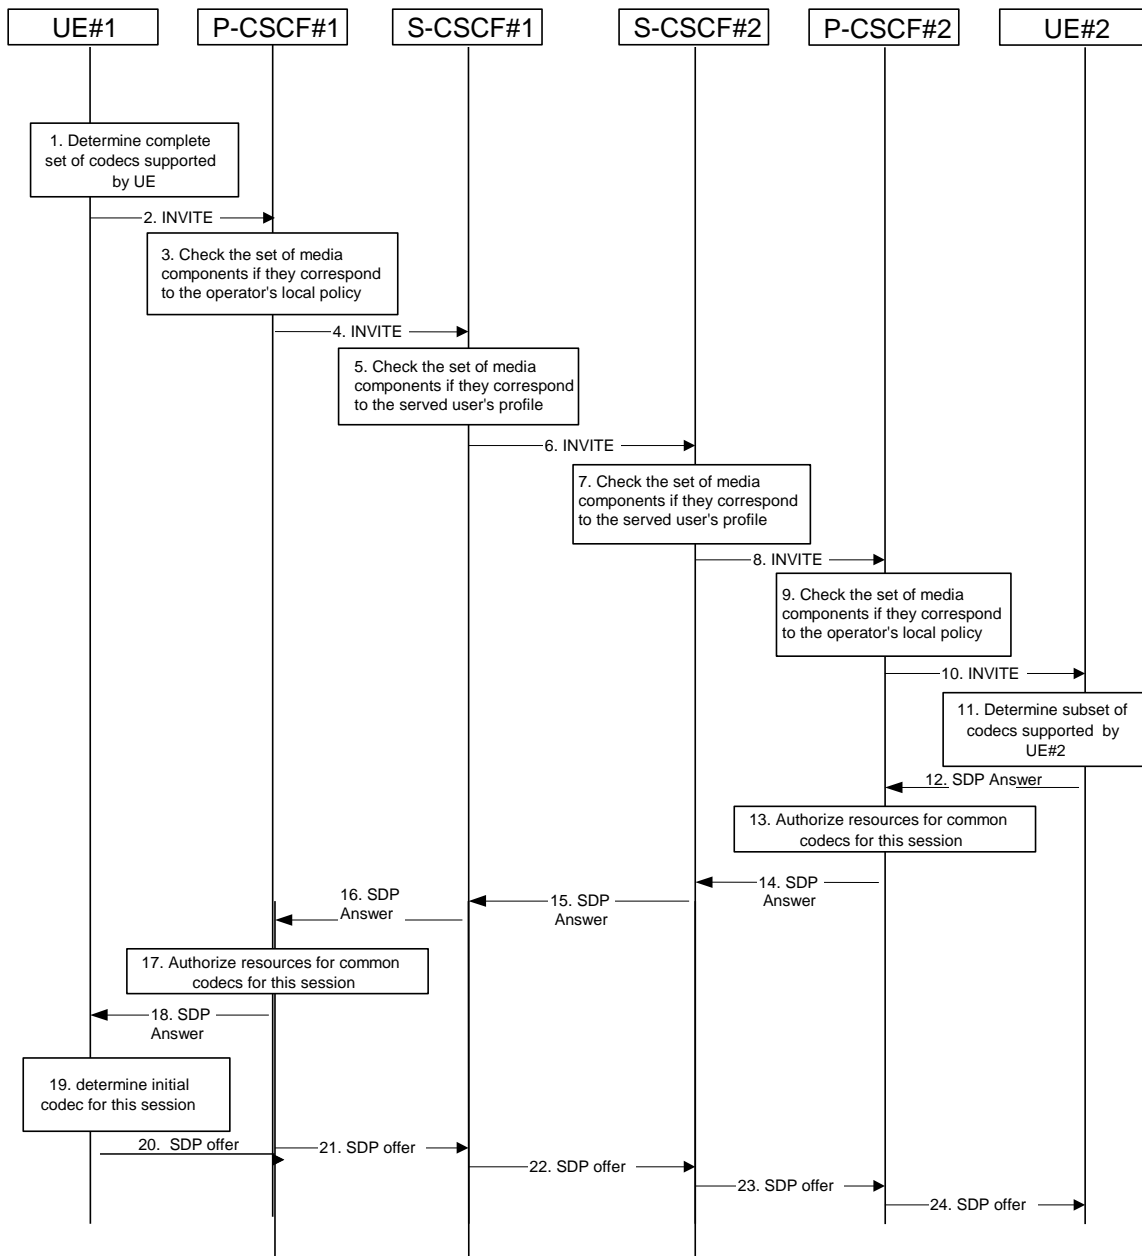 UE#1
P-CSCF#1
S-CSCF#1
S-CSCF#2
P-CSCF#2
UE#2
1. Determine complete
set of codecs supported
by UE
2. INVITE
3. Check the set of media
components if they correspond
to the operator's local policy
4. INVITE
5. Check the set of media
components if they correspond
to the served user's profile
6. INVITE
7. Check the set of media
components if they correspond
to the served user's profile
8. INVITE
9. Check the set of media
components if they correspond
to the operator's local policy
10. INVITE
11. Determine subset of
codecs supported by
UE#2
12. SDP Answer
13. Authorize resources for common
codecs for this session
14. SDP
Answer
15. SDP
Answer
16. SDP
Answer
17. Authorize resources for common
codecs for this session
18. SDP
Answer
19. determine initial
codec for this session
20. SDP offer
21. SDP offer
22. SDP offer
23. SDP offer
24. SDP offer